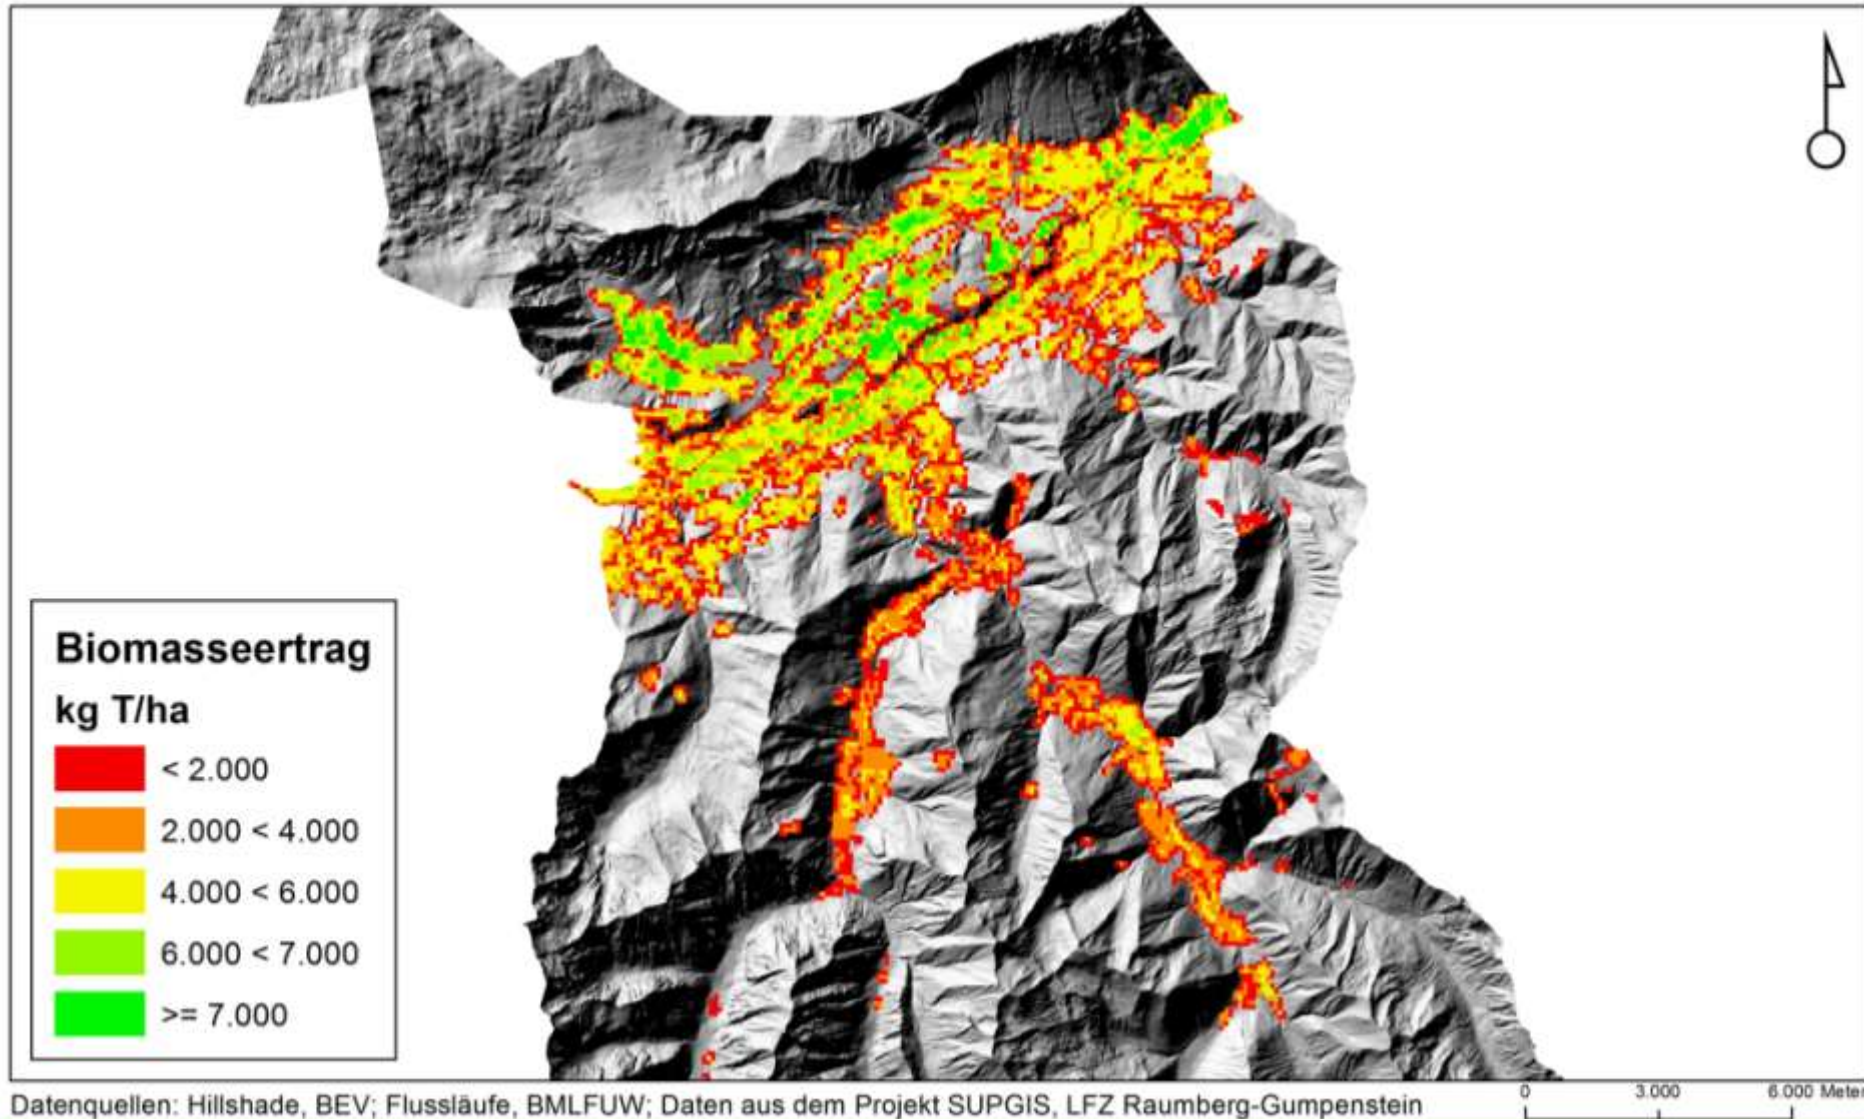 Biomasseertrag
kg T/ha
< 2.000
2.000 < 4.000
4.000 < 6.000
6.000 < 7.000
>= 7.000
Datenquellen: Hillshade, BEV; Flussläufe, BMLFUW; Daten aus dem Projekt SUPGIS, LFZ Raumberg-Gumpenstein
0 3.000 6.000 Meter